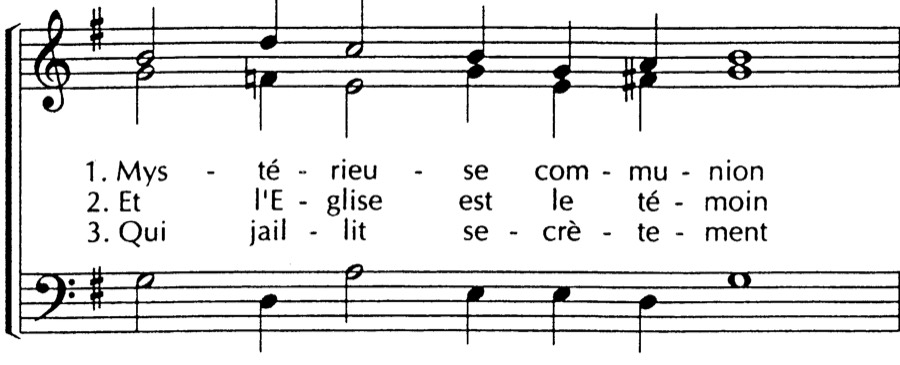 1. Mys - té - rieu - se com - mu - nion
2. Et l'E - glise est le té - moin
3. Qui jail - lit se - crè - te - ment